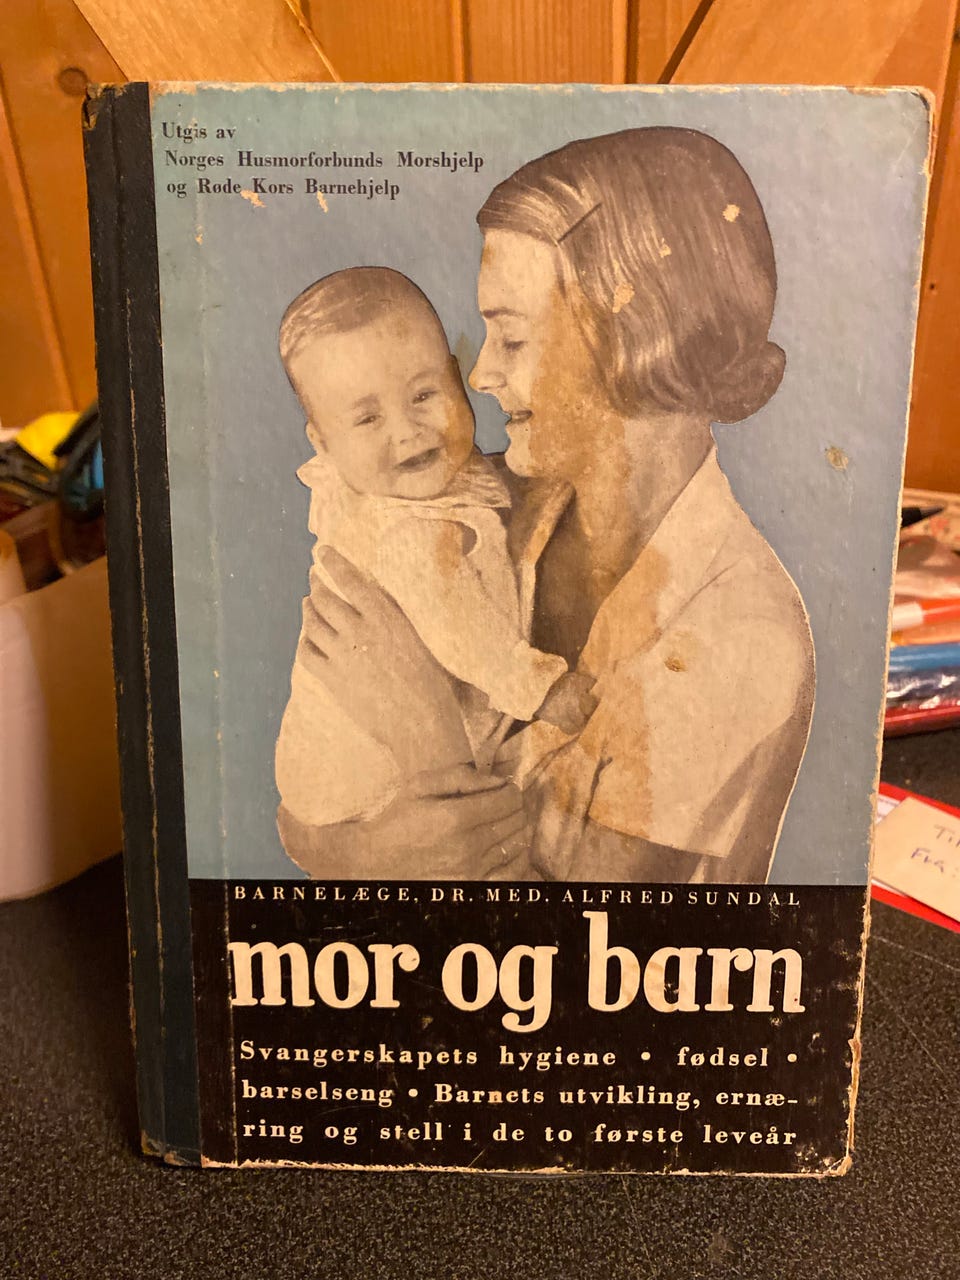 Utgis av
Norges Husmorforbunds Morshjelp
og Røde Kors Barnehjelp
BARNELÆGE, DR. MED. ALFRED SUNDAL
mor og barn
Svangerskapets hygiene • fødsel •
barselseng • Barnets utvikling, ernæ-
ring og stell i de to første leveår